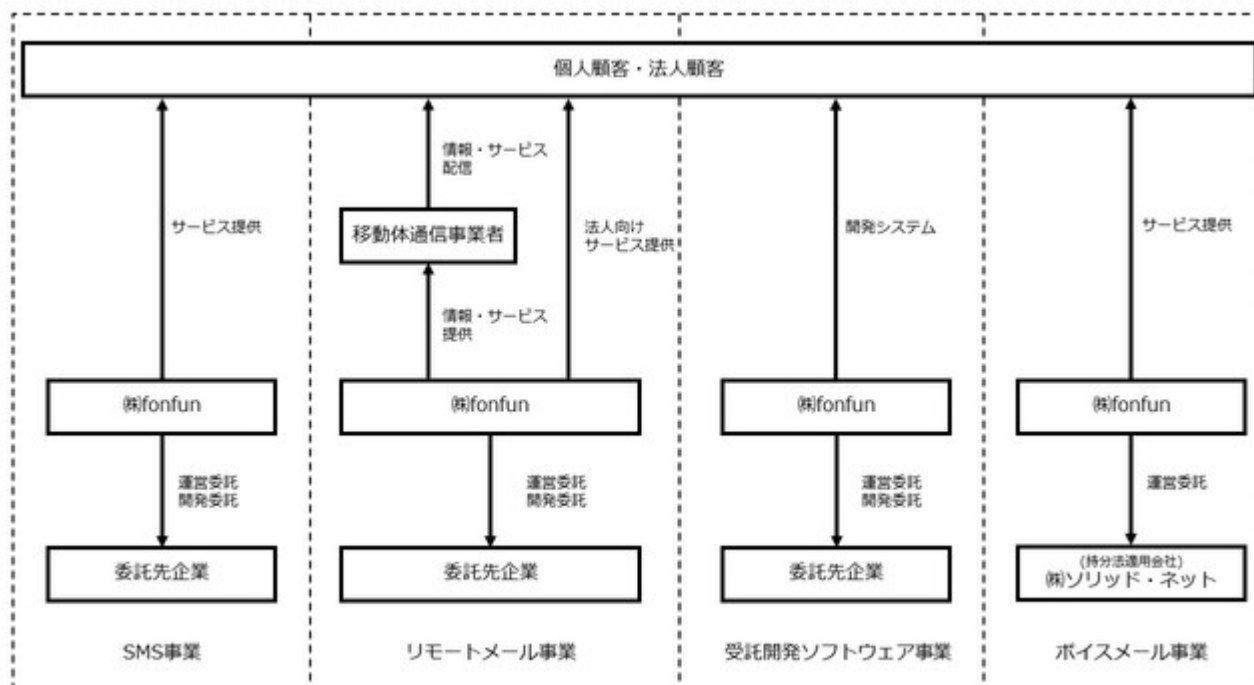 個人顧客・法人顧客
サービス提供
情報・サービス
配信
移動体通信事業者
法人向け
サービス提供
情報・サービス
提供
開発システム
サービス提供
㈱fonfun
㈱fonfun
㈱fonfun
㈱fonfun
運営委託
開発委託
運営委託
開発委託
運営委託
開発委託
運営委託
委託先企業
委託先企業
委託先企業
(持分法適用会社)
㈱ソリッド・ネット
SMS事業
リモートメール事業
受託開発ソフトウェア事業
ボイスメール事業